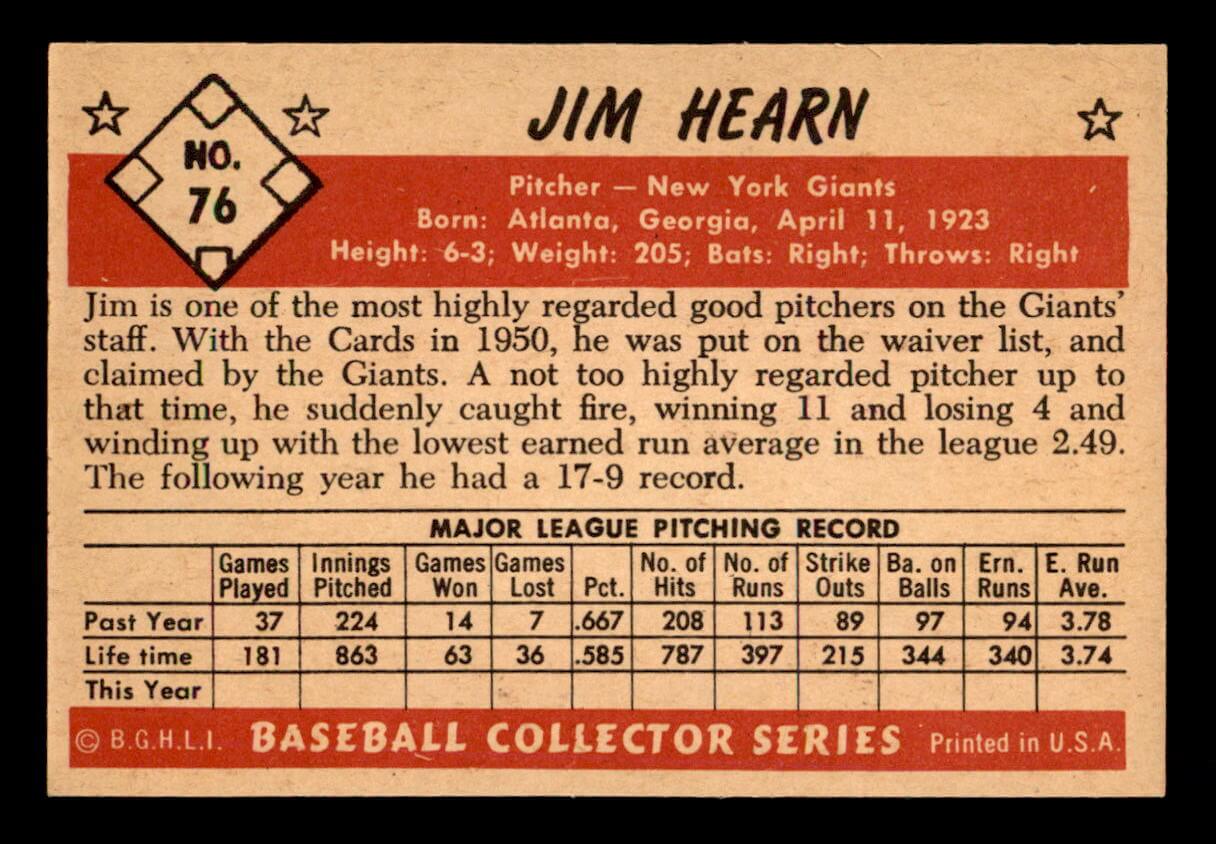 JIM HEARN
NO.
76
Pitcher — New York Giants
Born: Atlanta, Georgia, April 11, 1923
Height: 6-3; Weight: 205; Bats: Right; Throws: Right
Jim is one of the most highly regarded good pitchers on the Giants'
staff. With the Cards in 1950, he was put on the waiver list, and
claimed by the Giants. A not too highly regarded pitcher up to
that time, he suddenly caught fire, winning 11 and losing 4 and
winding up with the lowest earned run average in the league 2.49.
The following year he had a 17-9 record.
MAJOR LEAGUE PITCHING RECORD
Games Innings Games Games No. of No. of Strike Ba. on Ern. E. Run
Played Pitched Won Lost Pct. Hits Runs Outs Balls Runs Ave.
Past Year 37 224 14 7 .667 208 113 89 97 94 3.78
Life time 181 863 63 36 .585 787 397 215 344 340 3.74
This Year
© B.G.H.L.I. BASEBALL COLLECTOR SERIES Printed in U.S.A.